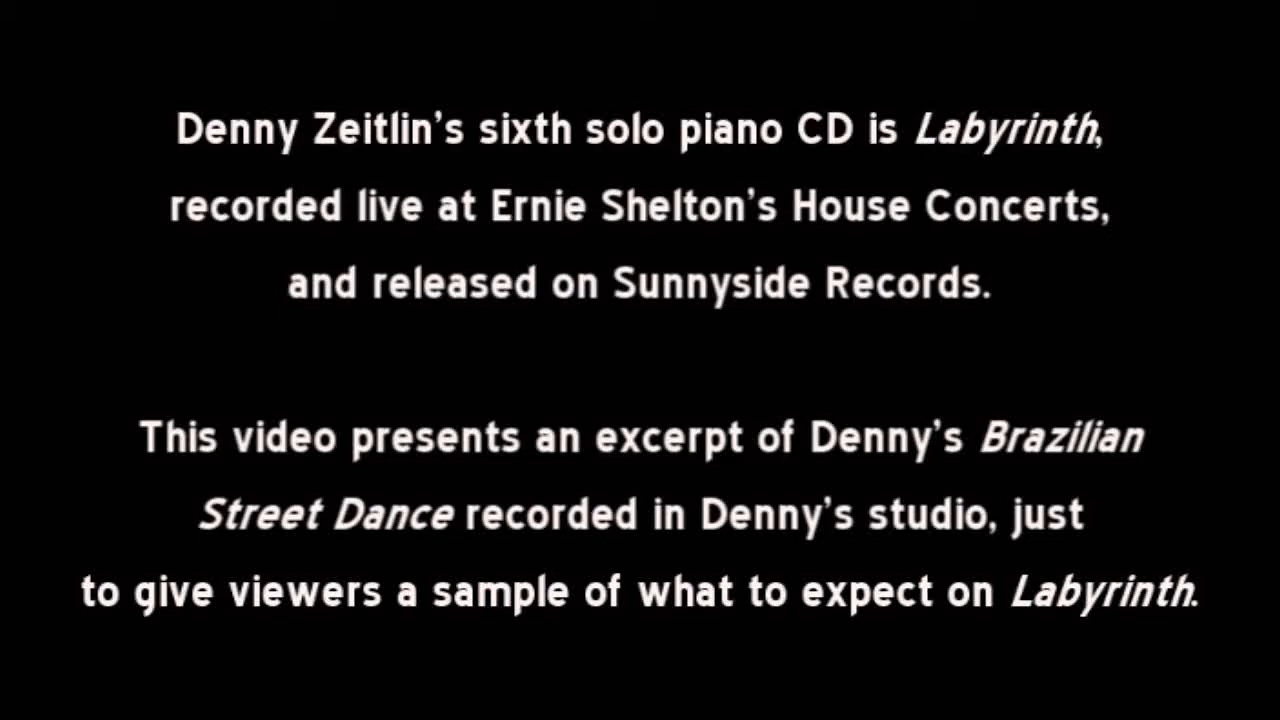 Denny Zeitlin's sixth solo piano CD is Labyrinth,
recorded live at Ernie Shelton's House Concerts,
and released on Sunnyside Records.
This video presents an excerpt of Denny's Brazilian
Street Dance recorded in Denny's studio, just
to give viewers a sample of what to expect on Labyrinth.